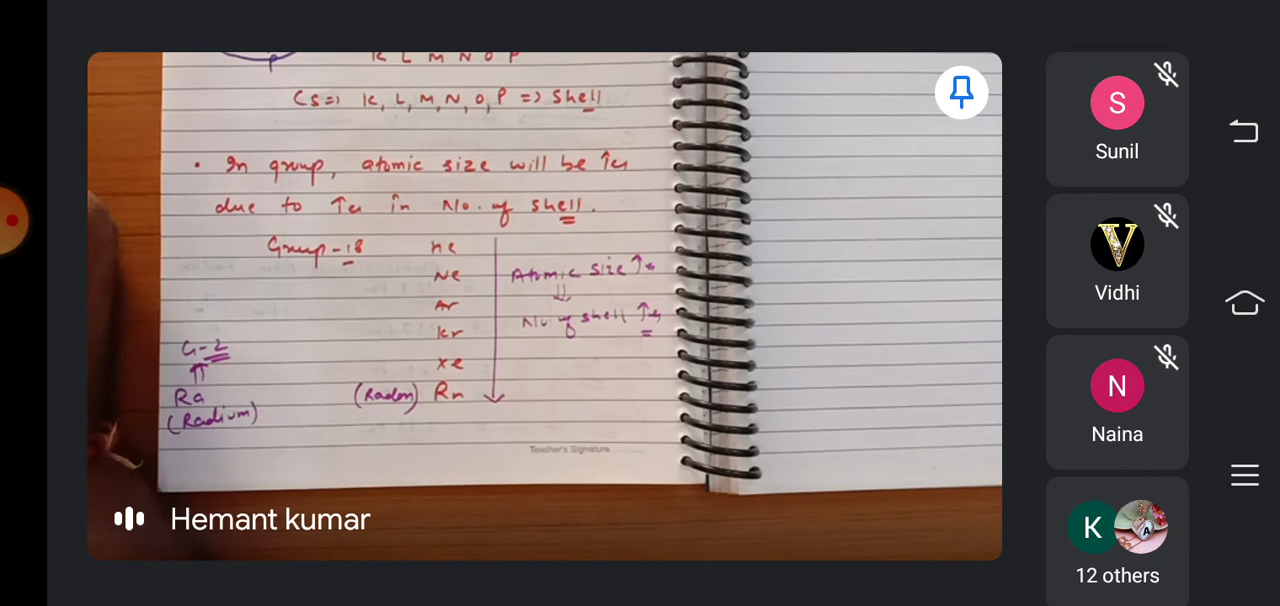 K L M N O P
Cs => K, L, M, N, O, P => Shell
• In group, atomic size will be ↑es
due to ↑es in No. of shell.
Group-18 He
Ne
Ar
Kr
Xe
(Radon) Rn
Atomic size ↑es
⇓
No. of shell ↑es
G-2
⇑
Ra
(Radium)
Teacher's Signature
Hemant kumar
S
Sunil
V
Vidhi
N
Naina
K
A
12 others